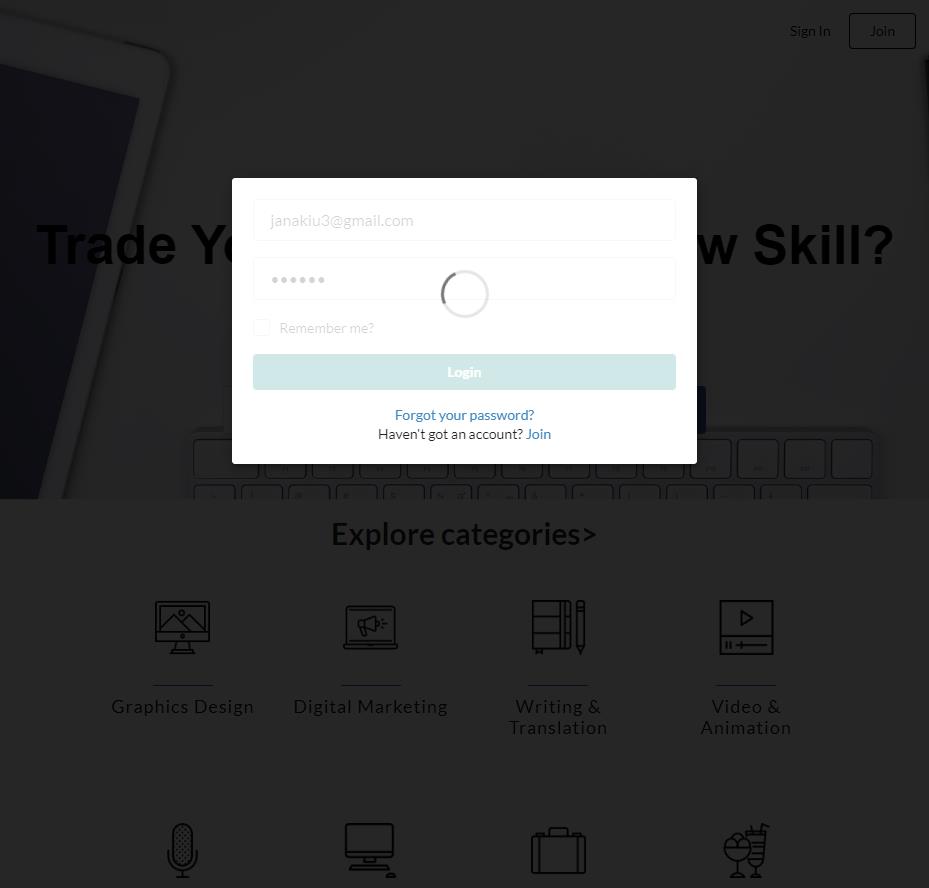 Sign In
Join
Trade Yo
w Skill?
janakiu3@gmail.com
Remember me?
Login
Forgot your password?
Haven't got an account? Join
Explore categories>
Graphics Design
Digital Marketing
Writing &
Translation
Video &
Animation